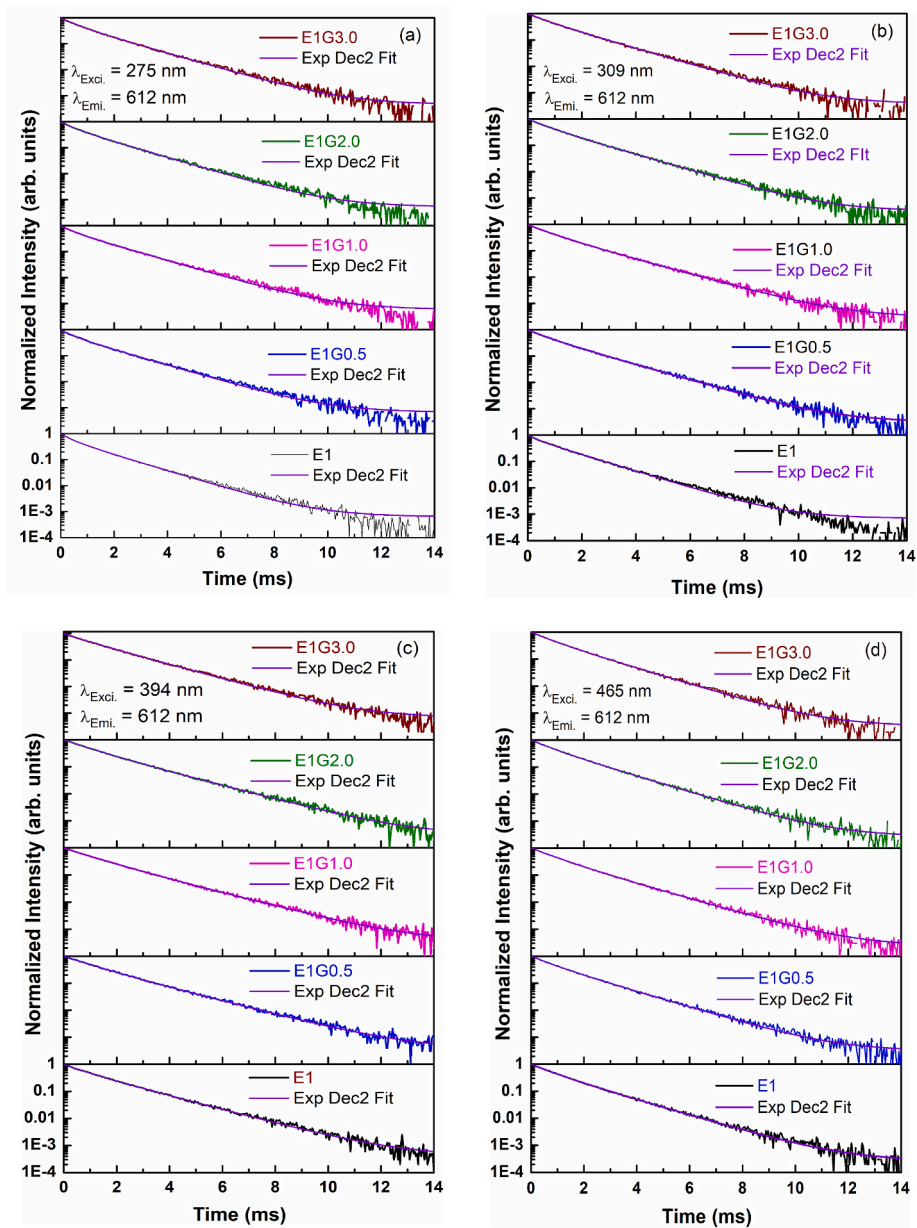 (a)
Normalized Intensity (arb. units)
E1G3.0
Exp Dec2 Fit
λExci. = 275 nm
λEmi. = 612 nm
E1G2.0
Exp Dec2 Fit
E1G1.0
Exp Dec2 Fit
E1G0.5
Exp Dec2 Fit
E1
Exp Dec2 Fit
1
0.1
0.01
1E-3
1E-4
0 2 4 6 8 10 12 14
Time (ms)
(b)
Normalized Intensity (arb. units)
E1G3.0
Exp Dec2 Fit
λExci. = 309 nm
λEmi. = 612 nm
E1G2.0
Exp Dec2 FIt
E1G1.0
Exp Dec2 Fit
E1G0.5
Exp Dec2 Fit
E1
Exp Dec2 Fit
1
0.1
0.01
1E-3
1E-4
0 2 4 6 8 10 12 14
Time (ms)
(c)
Normalized Intensity (arb. units)
E1G3.0
Exp Dec2 Fit
λExci. = 394 nm
λEmi. = 612 nm
E1G2.0
Exp Dec2 Fit
E1G1.0
Exp Dec2 Fit
E1G0.5
Exp Dec2 Fit
E1
Exp Dec2 Fit
1
0.1
0.01
1E-3
1E-4
0 2 4 6 8 10 12 14
Time (ms)
(d)
Normalized Intensity (arb. units)
E1G3.0
Exp Dec2 Fit
λExci. = 465 nm
λEmi. = 612 nm
E1G2.0
Exp Dec2 Fit
E1G1.0
Exp Dec2 Fit
E1G0.5
Exp Dec2 Fit
E1
Exp Dec2 Fit
1
0.1
0.01
1E-3
1E-4
0 2 4 6 8 10 12 14
Time (ms)